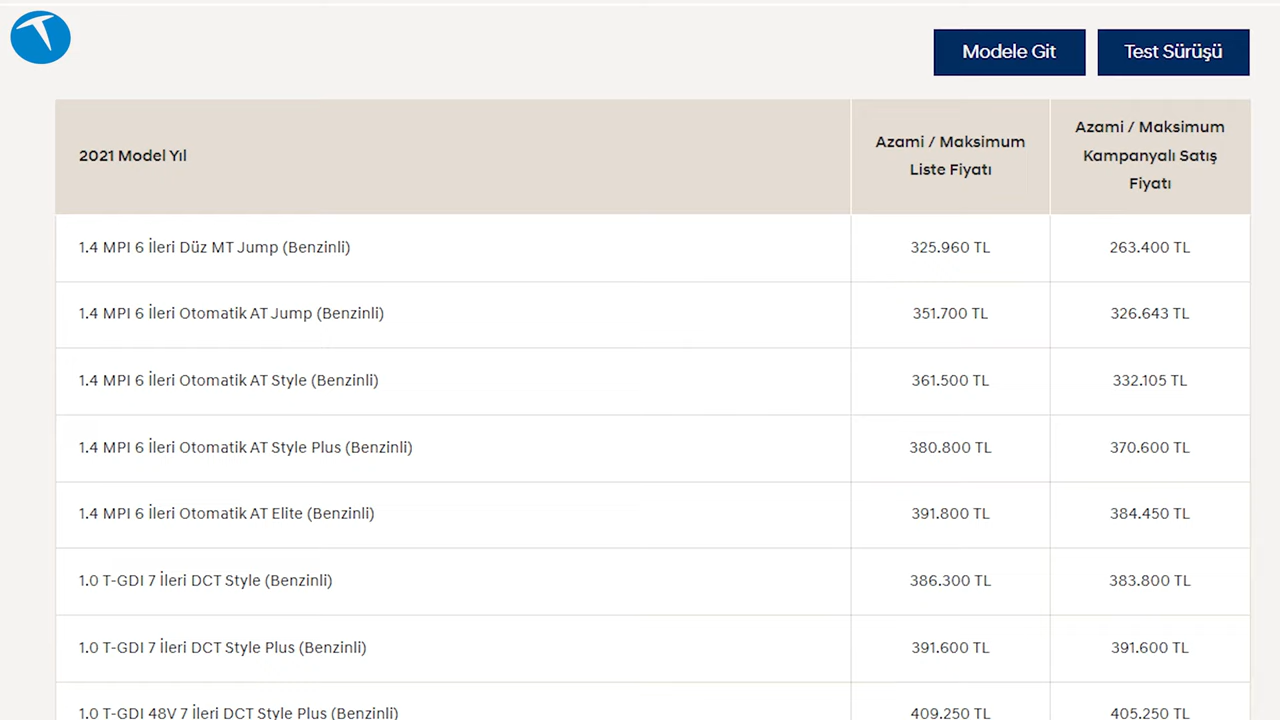 Modele Git
Test Sürüşü
2021 Model Yıl
Azami / Maksimum
Liste Fiyatı
Azami / Maksimum
Kampanyalı Satış
Fiyatı
1.4 MPI 6 İleri Düz MT Jump (Benzinli)
325.960 TL
263.400 TL
1.4 MPI 6 İleri Otomatik AT Jump (Benzinli)
351.700 TL
326.643 TL
1.4 MPI 6 İleri Otomatik AT Style (Benzinli)
361.500 TL
332.105 TL
1.4 MPI 6 İleri Otomatik AT Style Plus (Benzinli)
380.800 TL
370.600 TL
1.4 MPI 6 İleri Otomatik AT Elite (Benzinli)
391.800 TL
384.450 TL
1.0 T-GDI 7 İleri DCT Style (Benzinli)
386.300 TL
383.800 TL
1.0 T-GDI 7 İleri DCT Style Plus (Benzinli)
391.600 TL
391.600 TL
1.0 T-GDI 48V 7 İleri DCT Style Plus (Benzinli)
409.250 TL
405.250 TL